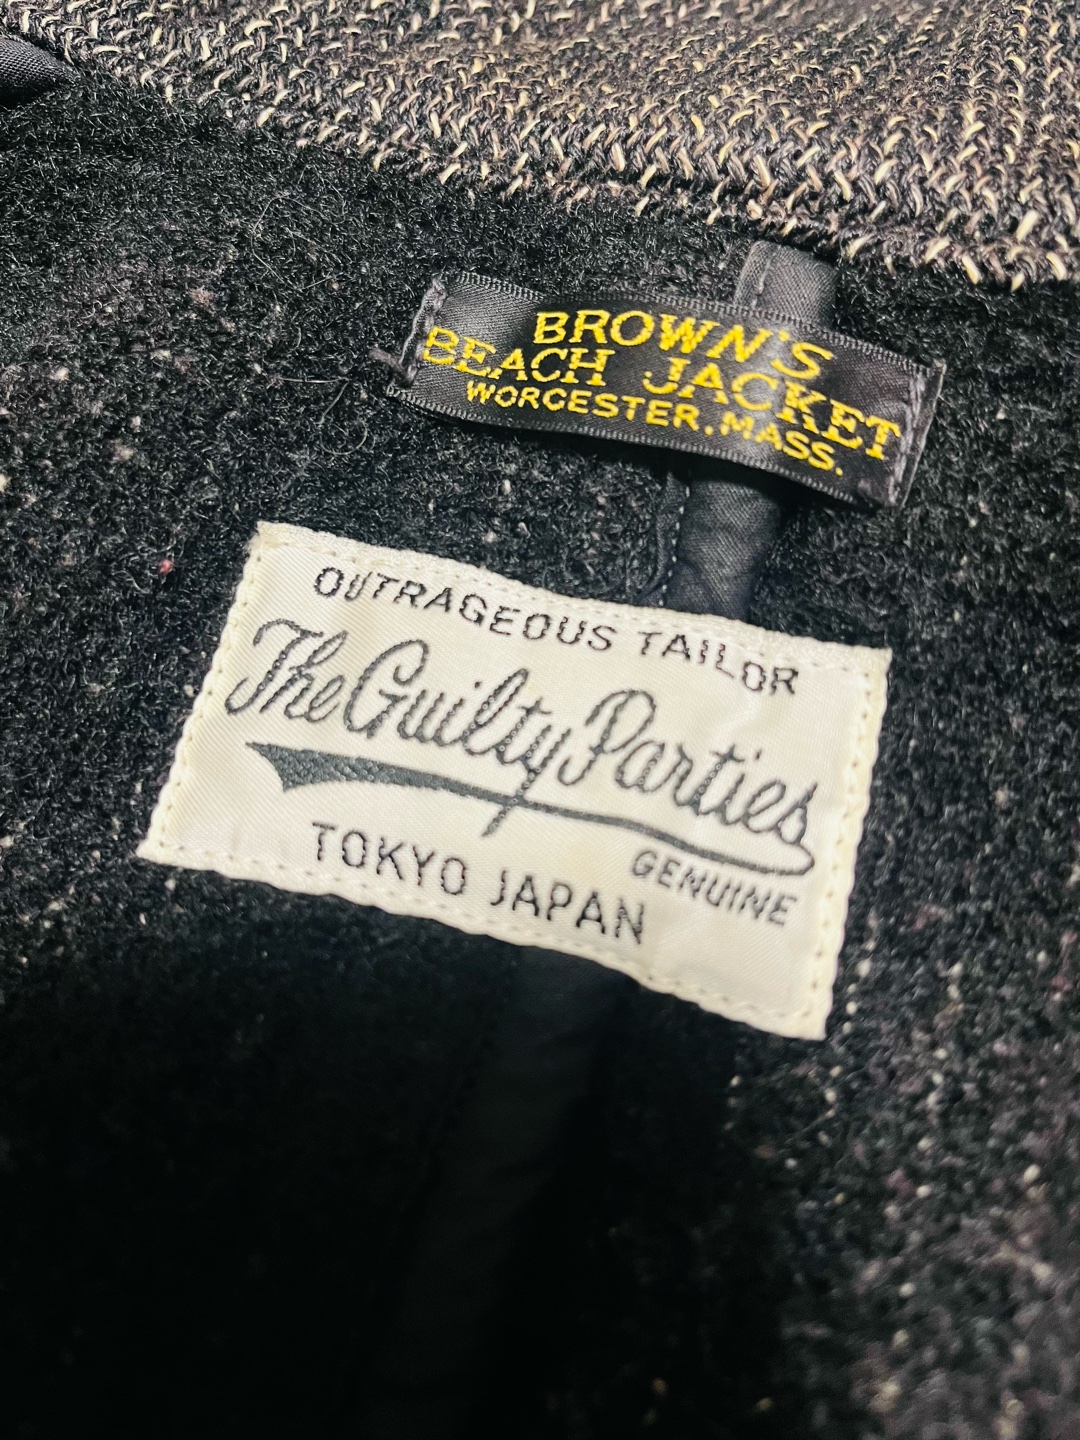 BROWN'S
BEACH JACKET
WORCESTER, MASS.
OUTRAGEOUS TAILOR
The Guilty Parties
GENUINE
TOKYO JAPAN